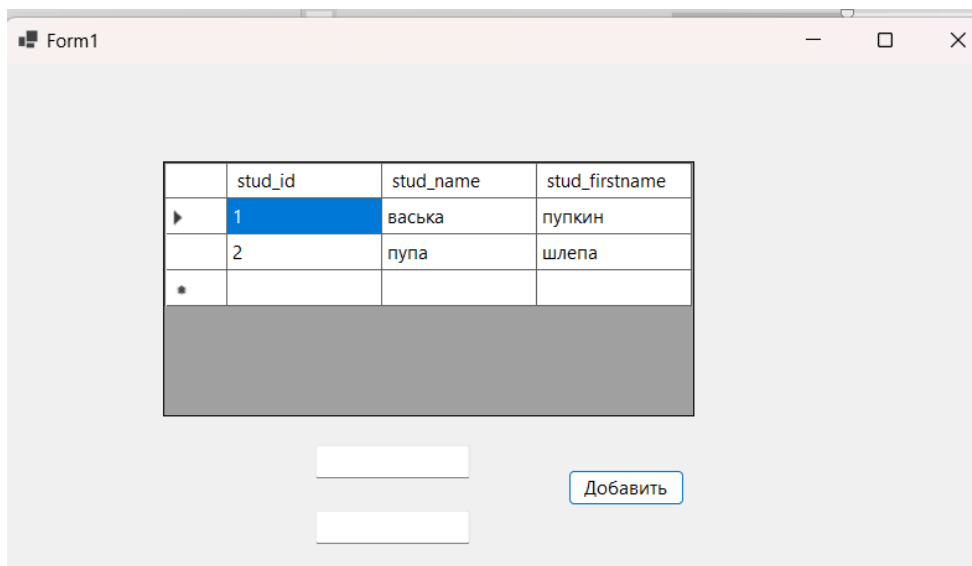 Form1
stud_id stud_name stud_firstname
1 васька пупкин
2 пупа шлепа
Добавить